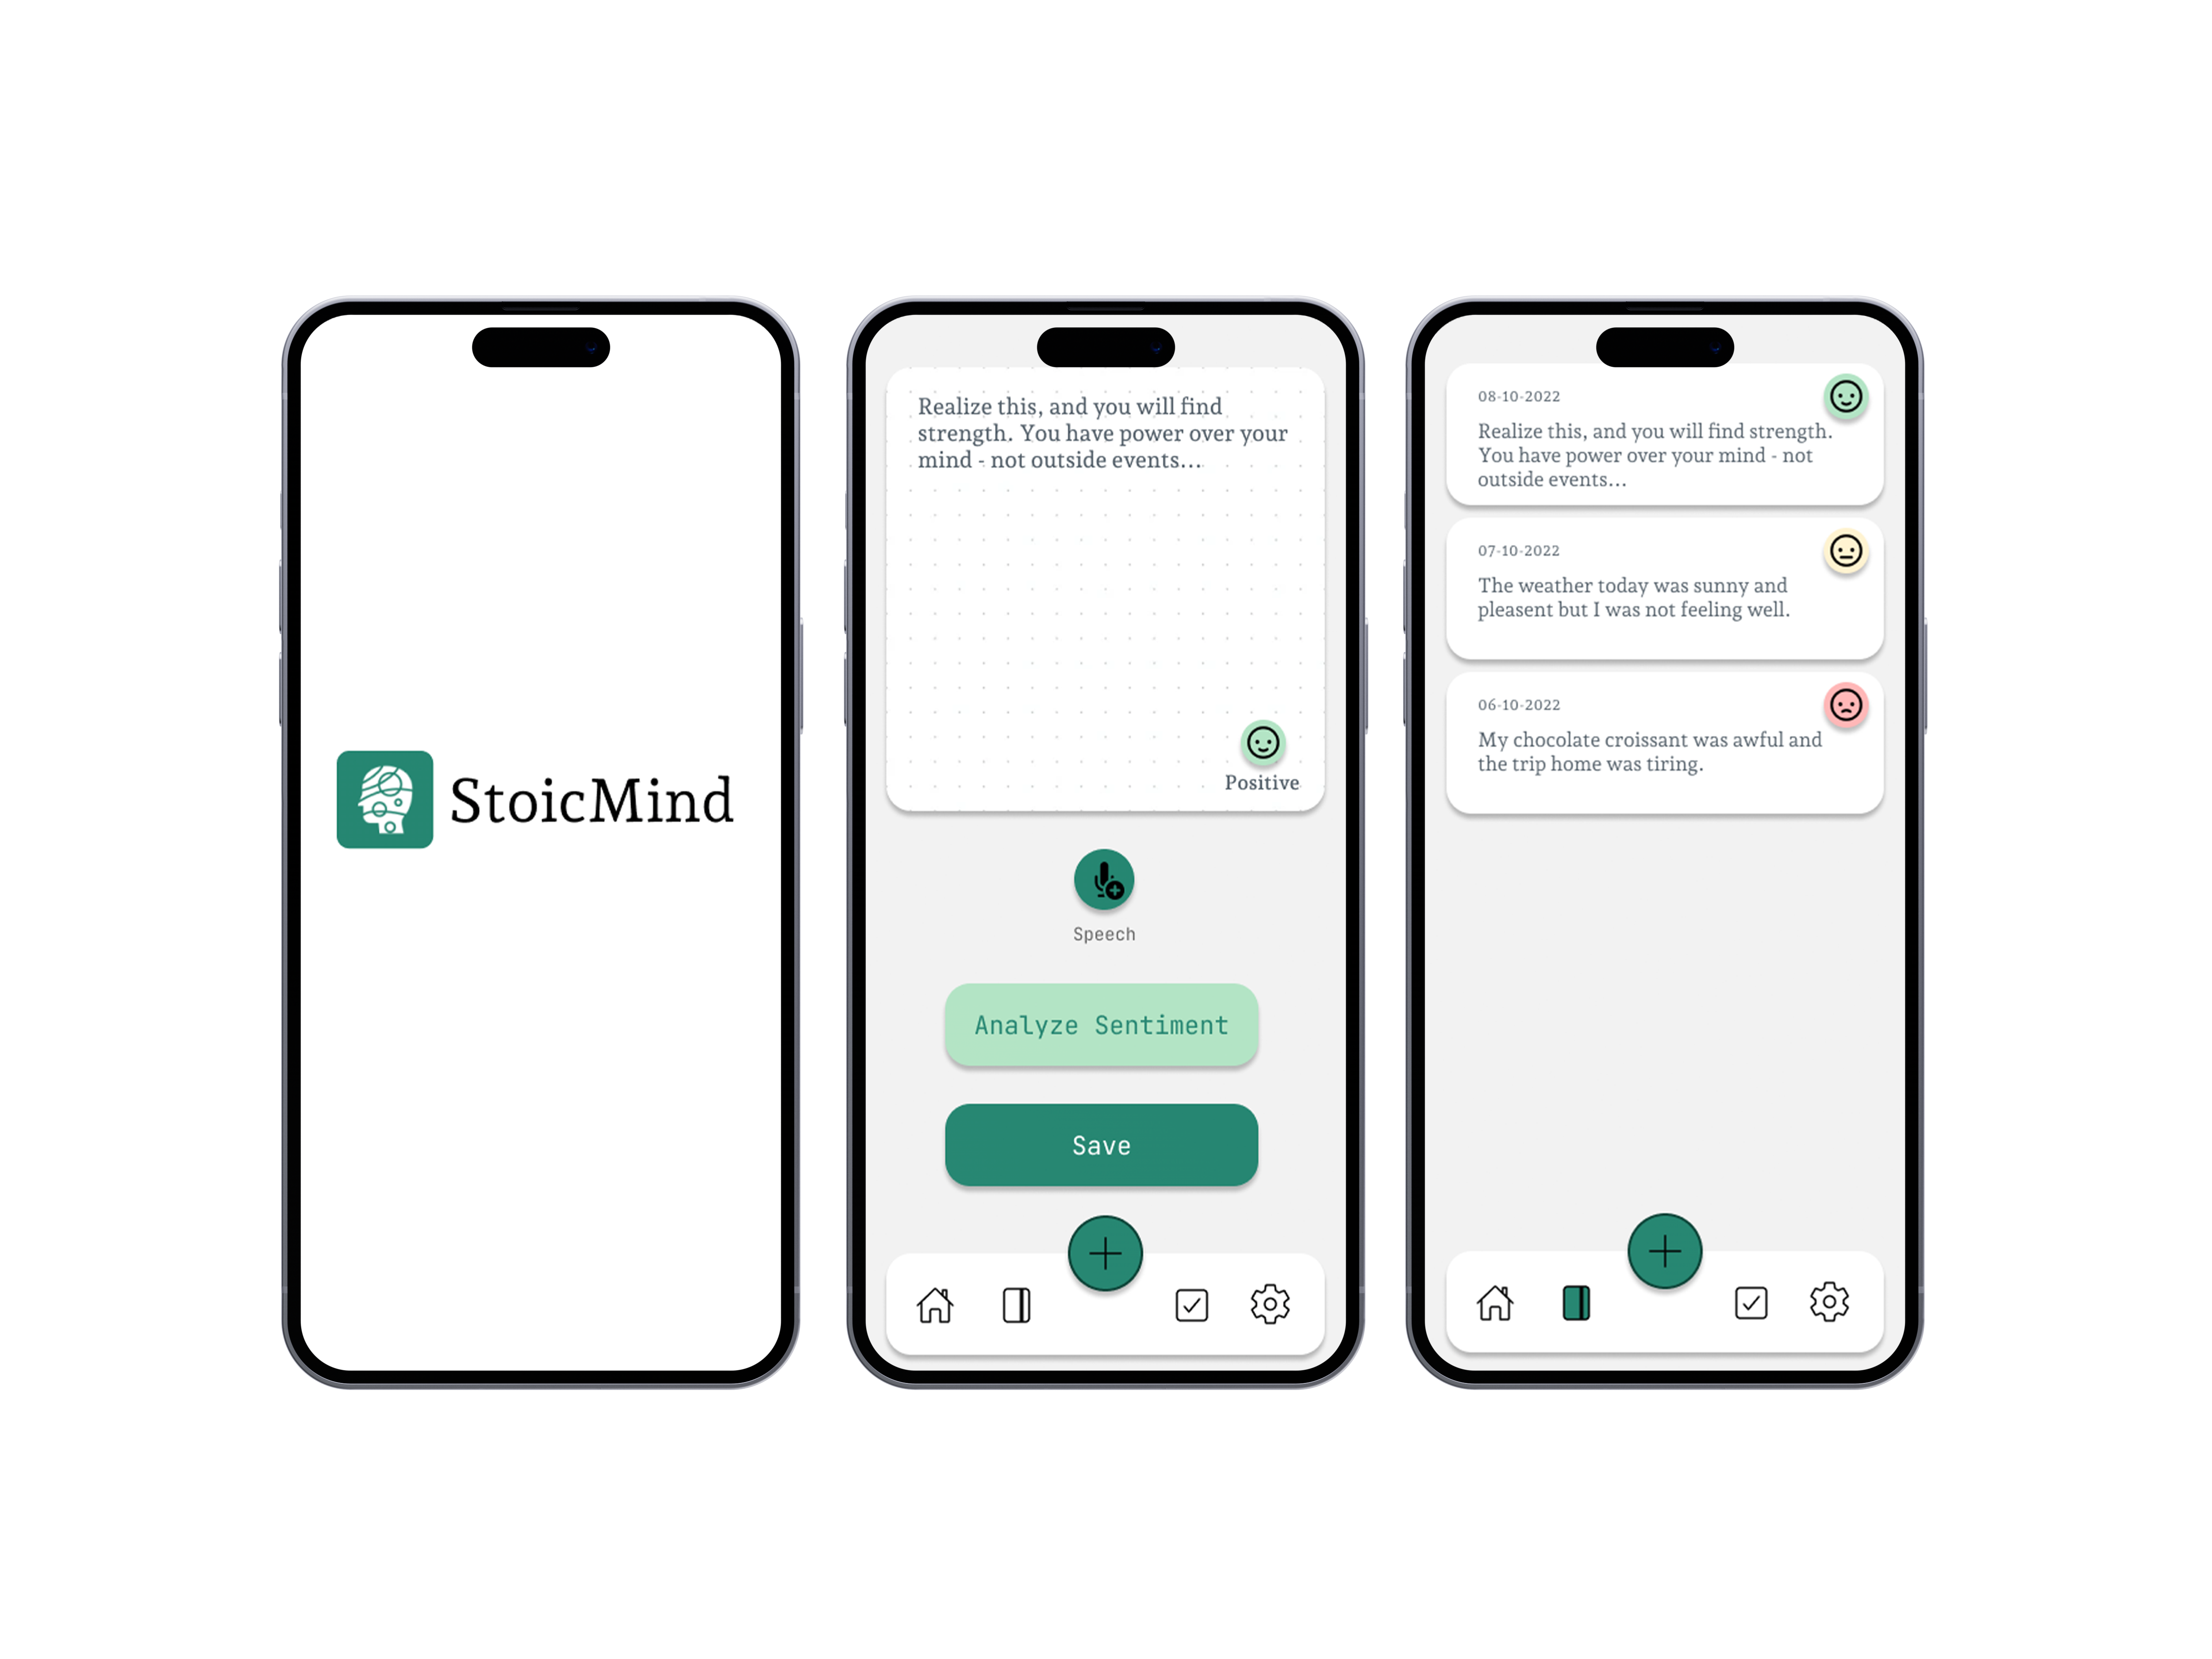 StoicMind
Realize this, and you will find
strength. You have power over your
mind - not outside events...
Positive
Speech
Analyze Sentiment
Save
08-10-2022
Realize this, and you will find strength.
You have power over your mind - not
outside events...
07-10-2022
The weather today was sunny and
pleasent but I was not feeling well.
06-10-2022
My chocolate croissant was awful and
the trip home was tiring.